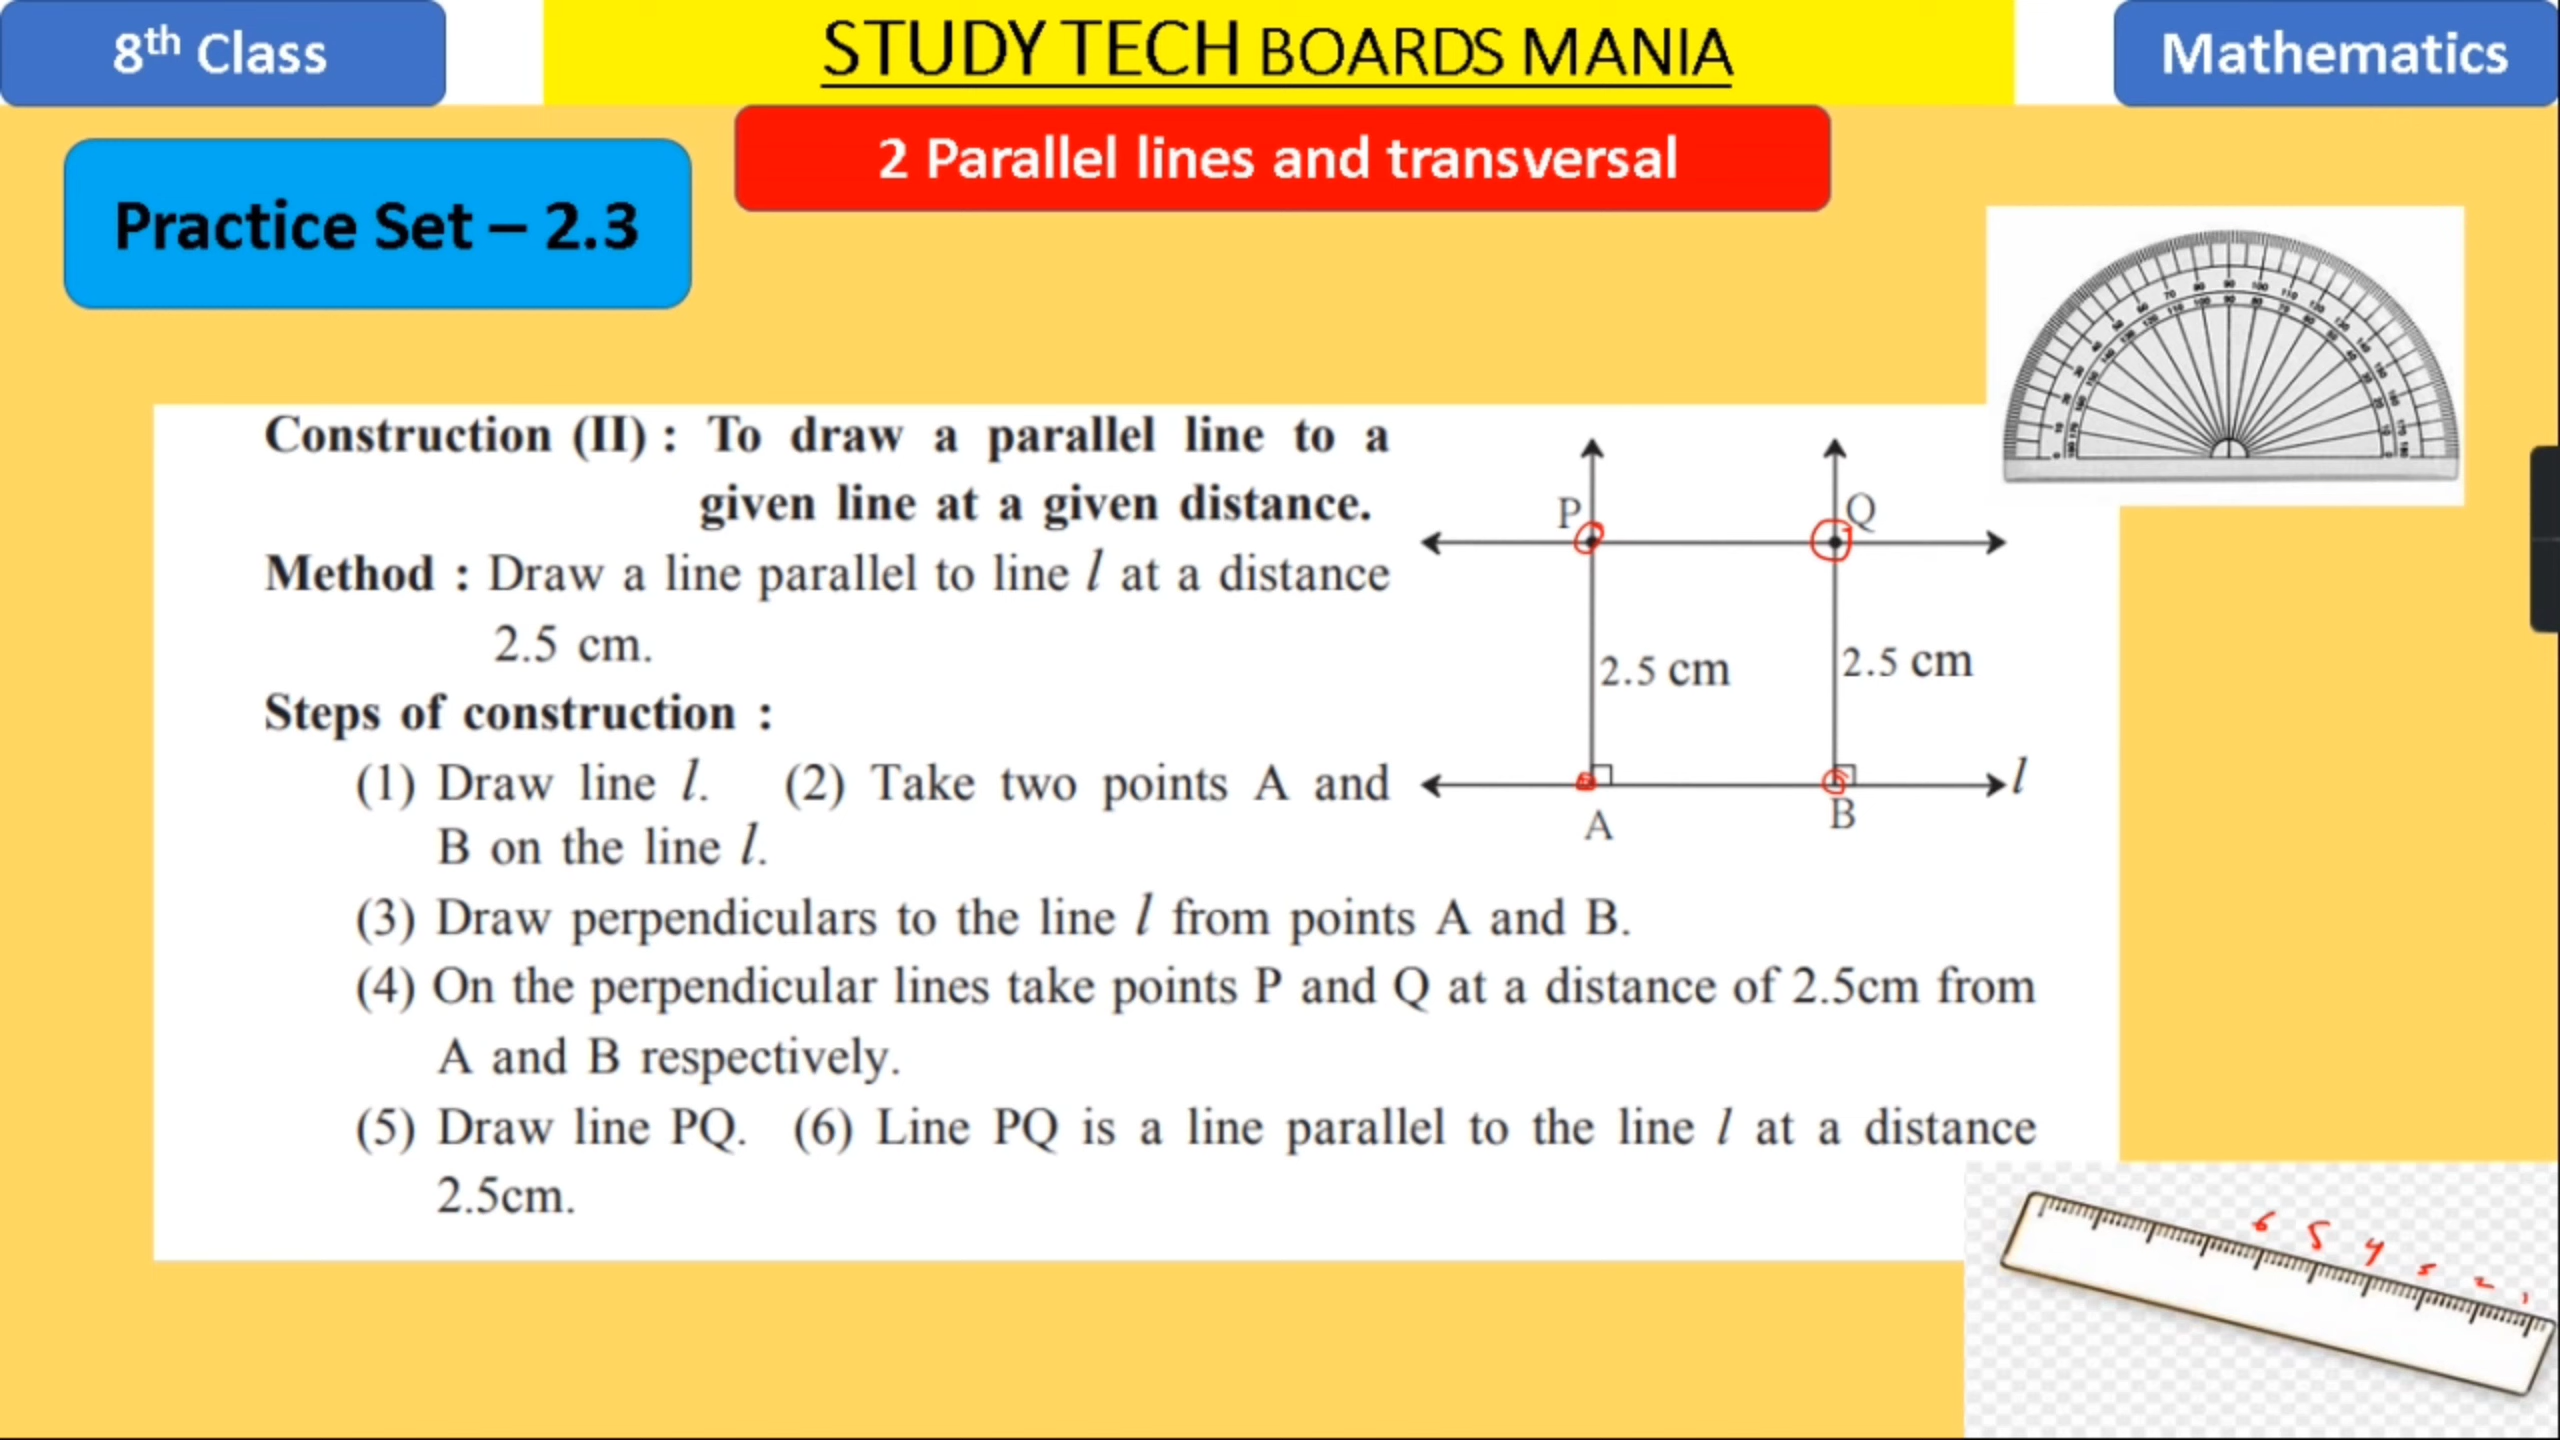 8th Class
STUDY TECH BOARDS MANIA
Mathematics
2 Parallel lines and transversal
Practice Set – 2.3
Construction (II) : To draw a parallel line to a
given line at a given distance.
Method : Draw a line parallel to line l at a distance
2.5 cm.
Steps of construction :
(1) Draw line l. (2) Take two points A and
B on the line l.
(3) Draw perpendiculars to the line l from points A and B.
(4) On the perpendicular lines take points P and Q at a distance of 2.5cm from
A and B respectively.
(5) Draw line PQ. (6) Line PQ is a line parallel to the line l at a distance
2.5cm.
P Q
2.5 cm 2.5 cm
l
A B
6 5 4